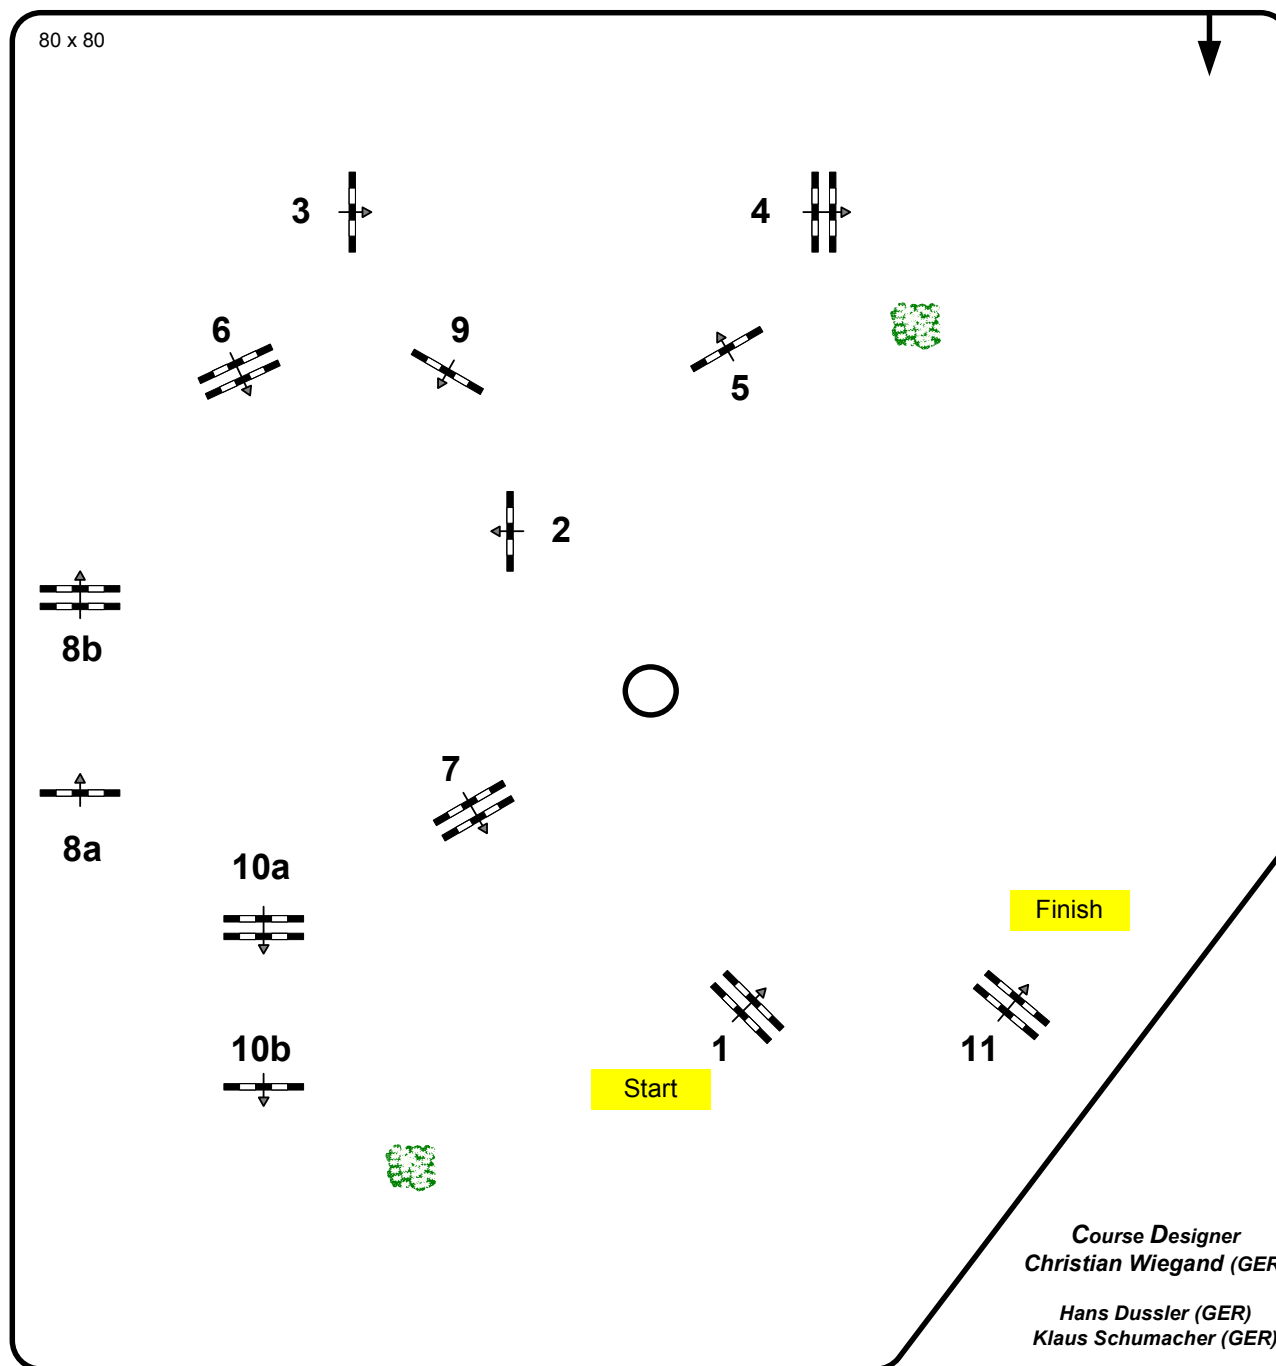 80 x 80
3
4
6
9
5
2
8b
7
8a
10a
Finish
10b
1
11
Start
Course Designer
Christian Wiegand (GER
Hans Dussler (GER)
Klaus Schumacher (GER)